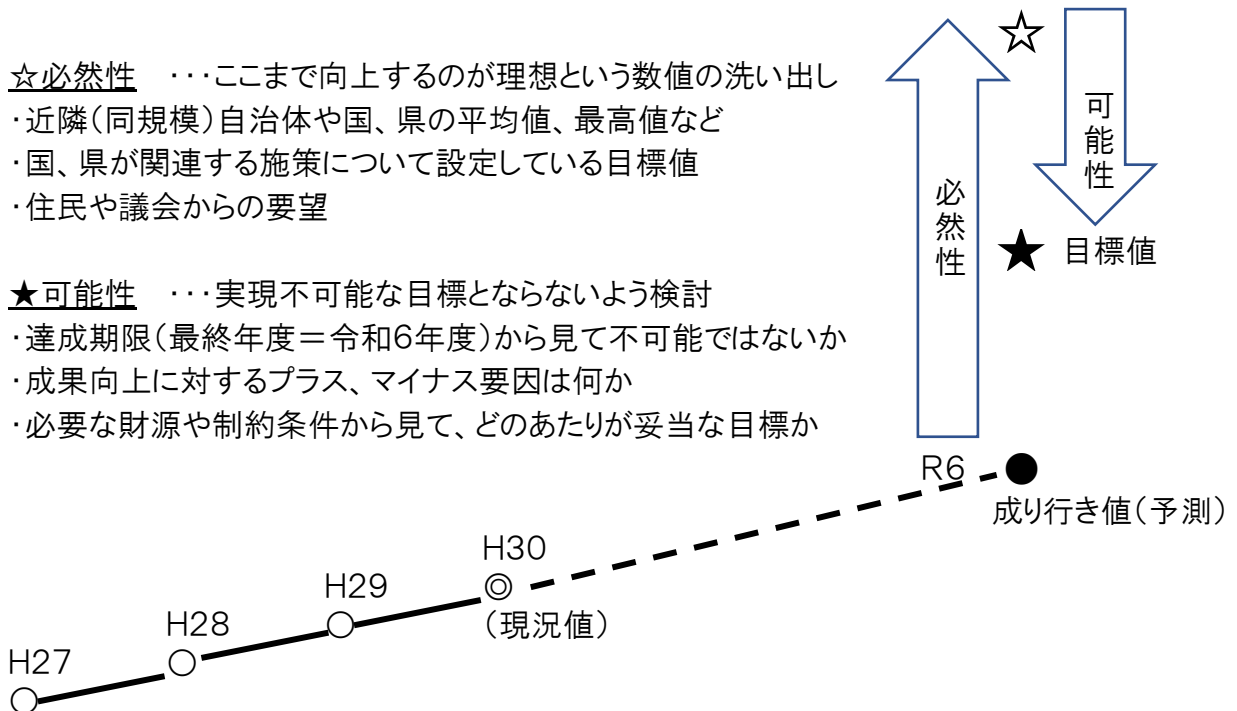 ☆必然性　・・・ここまで向上するのが理想という数値の洗い出し
・近隣（同規模）自治体や国、県の平均値、最高値など
・国、県が関連する施策について設定している目標値
・住民や議会からの要望
★可能性　・・・実現不可能な目標とならないよう検討
・達成期限（最終年度＝令和６年度）から見て不可能ではないか
・成果向上に対するプラス、マイナス要因は何か
・必要な財源や制約条件から見て、どのあたりが妥当な目標か
必然性
☆
可能性
★　目標値
R6
成り行き値（予測）
H30
（現況値）
H29
H28
H27